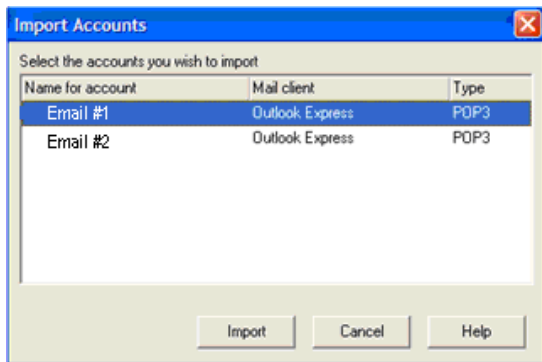 Import Accounts
Select the accounts you wish to import
Name for account Mail client Type
Email #1 Outlook Express POP3
Email #2 Outlook Express POP3
Import Cancel Help